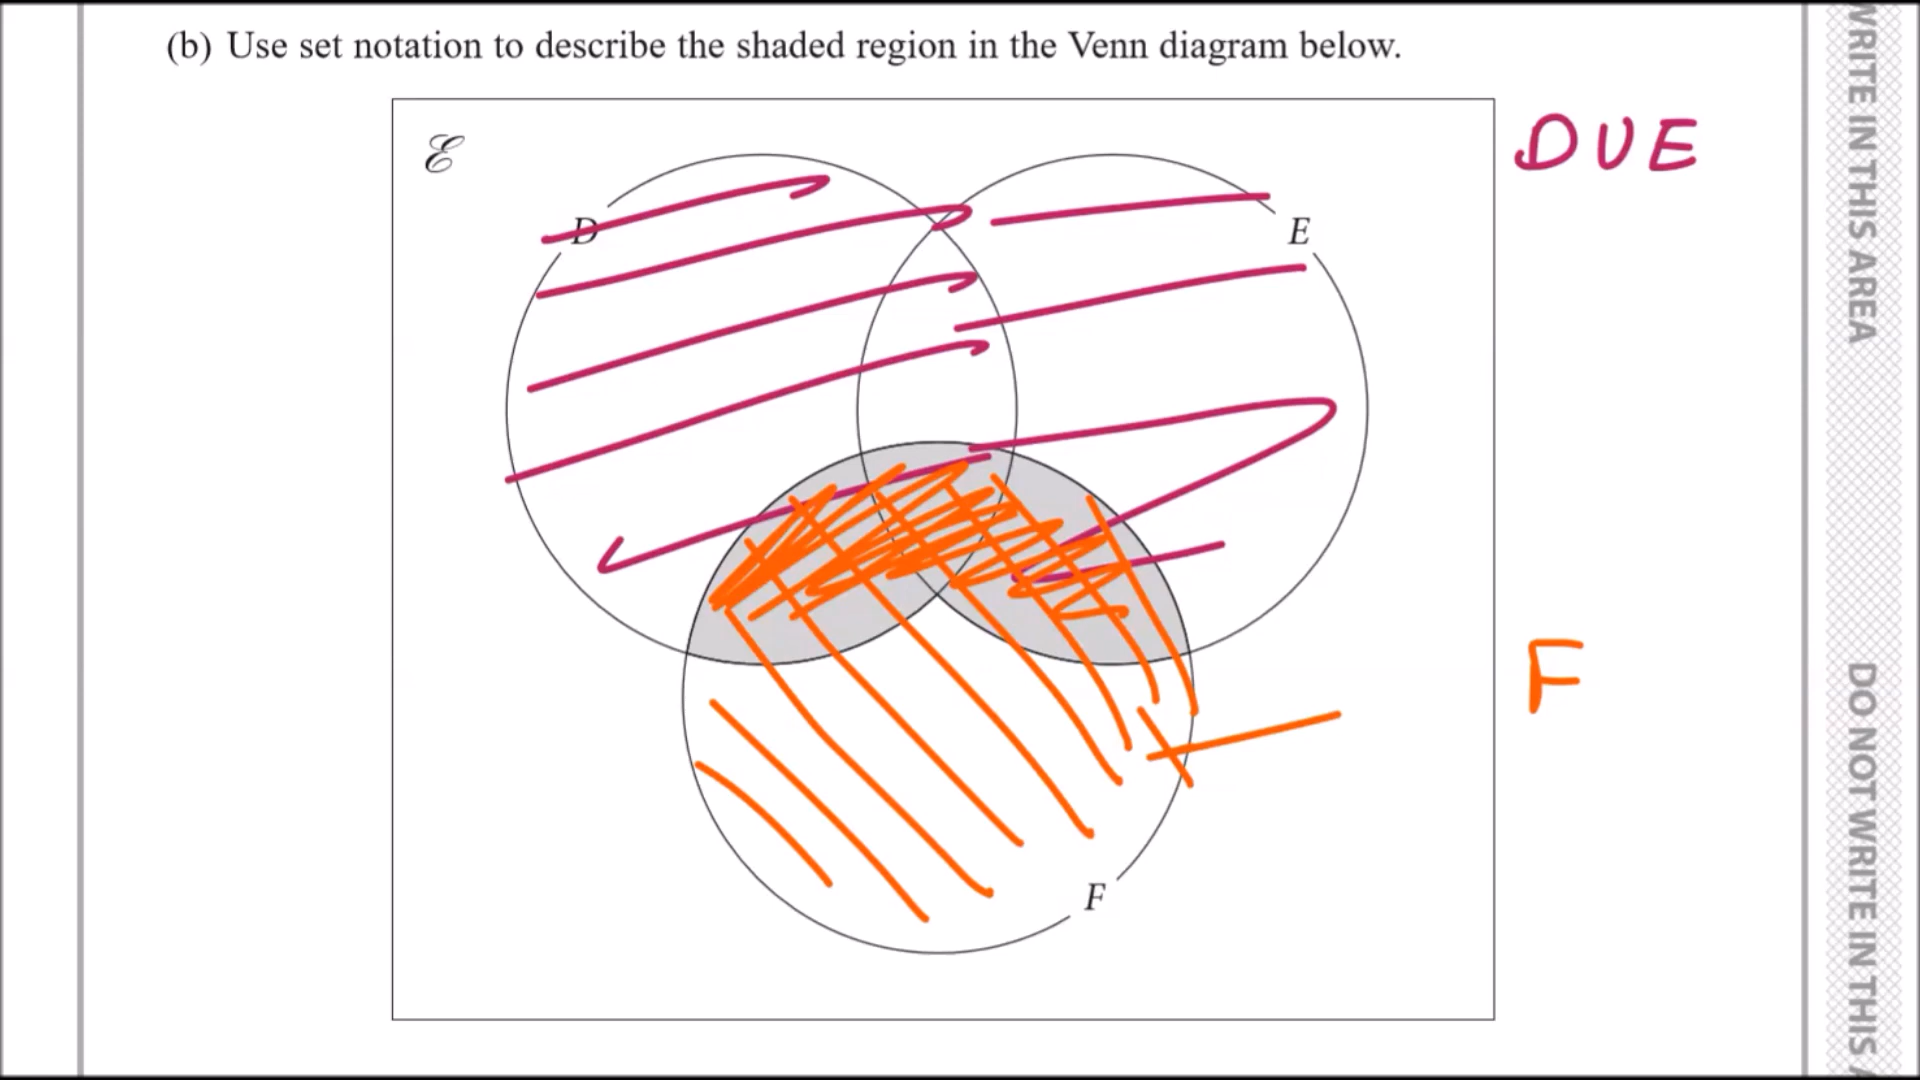 (b) Use set notation to describe the shaded region in the Venn diagram below.
ℰ
D U E
D
E
F
F
WRITE IN THIS AREA
DO NOT WRITE IN THIS A